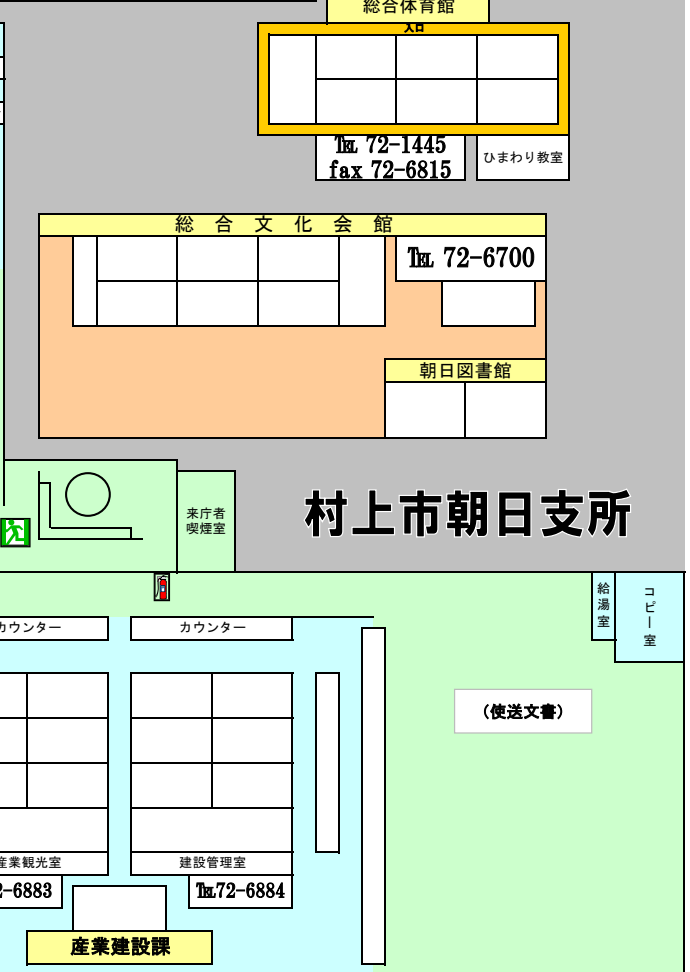 総合体育館
入口
℡ 72-1445
fax 72-6815
ひまわり教室
総合文化会館
℡ 72-6700
朝日図書館
来庁者
喫煙室
村上市朝日支所
給湯室
コピー室
カウンター
カウンター
（使送文書）
産業観光室
建設管理室
2-6883
℡72-6884
産業建設課